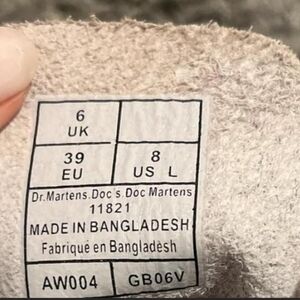 6
UK
39 8
EU US L
Dr.Martens.Doc's.Doc Martens
11821
MADE IN BANGLADESH
Fabriqué en Bangladesh
AW004 GB06V